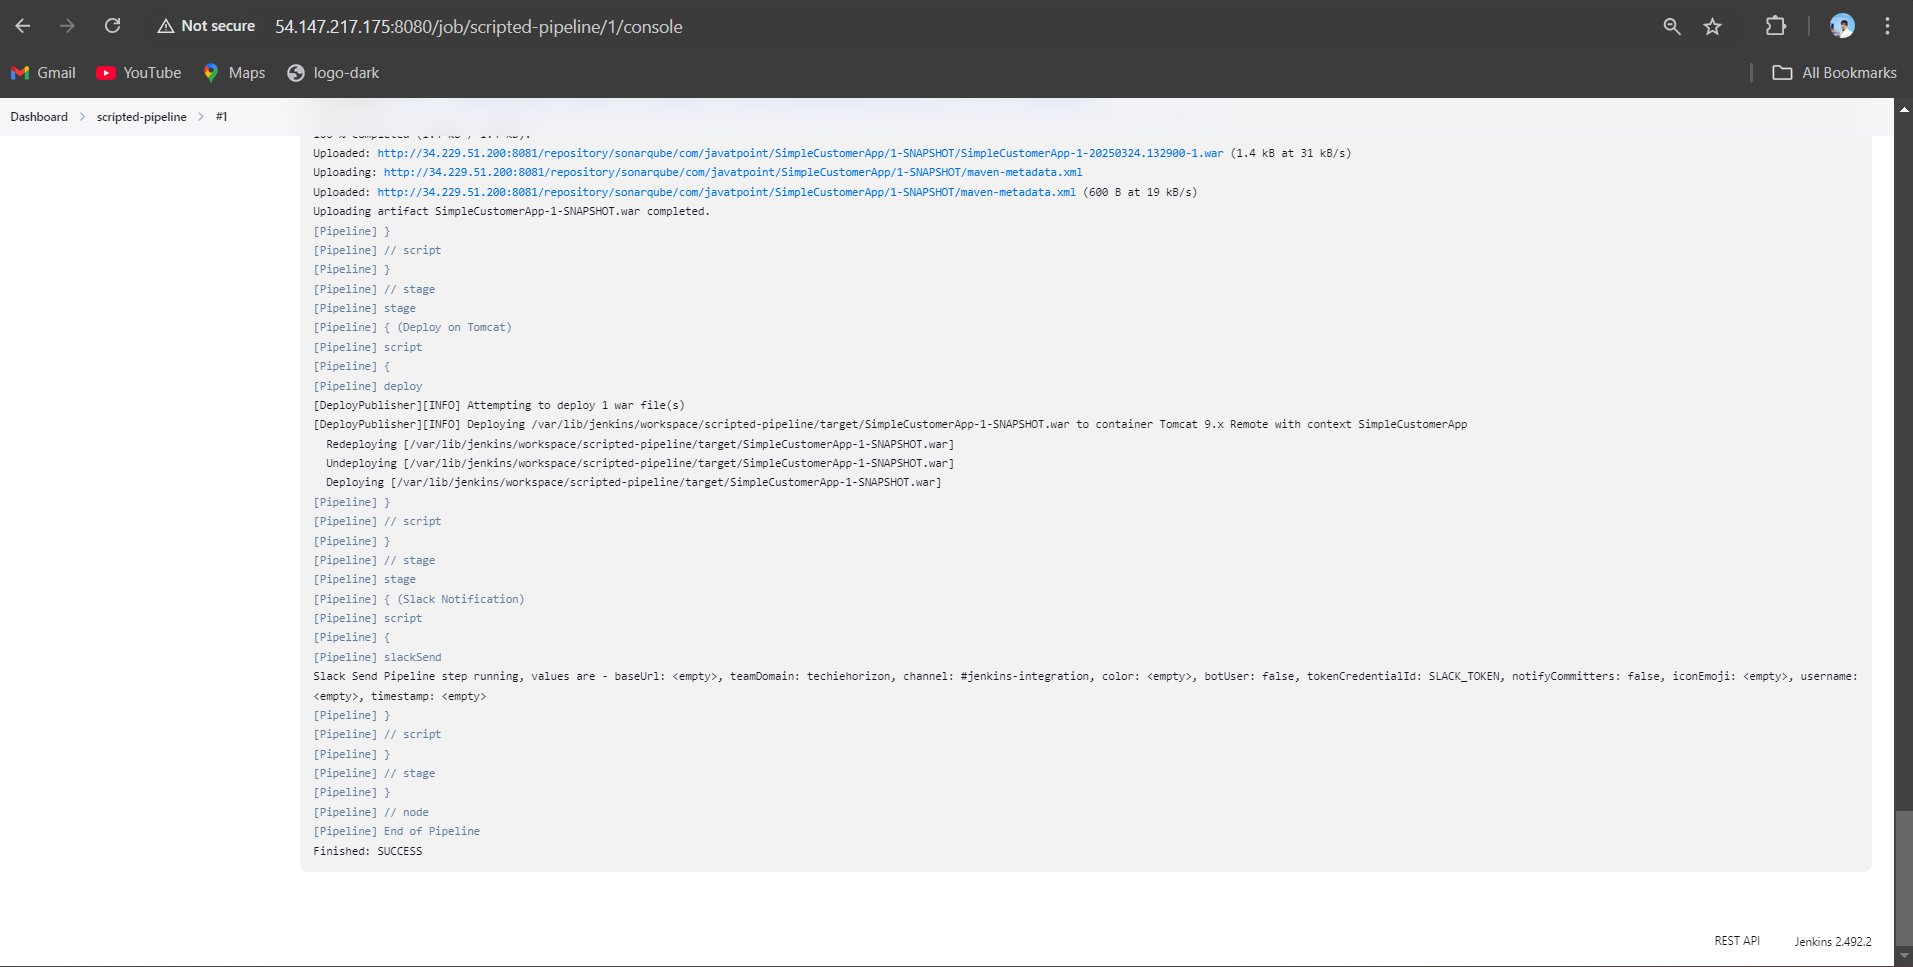 Not secure 54.147.217.175:8080/job/scripted-pipeline/1/console
Gmail YouTube Maps logo-dark All Bookmarks
Dashboard > scripted-pipeline > #1
Uploaded: http://34.229.51.200:8081/repository/sonarqube/com/javatpoint/SimpleCustomerApp/1-SNAPSHOT/SimpleCustomerApp-1-20250324.132900-1.war (1.4 kB at 31 kB/s)
Uploading: http://34.229.51.200:8081/repository/sonarqube/com/javatpoint/SimpleCustomerApp/1-SNAPSHOT/maven-metadata.xml
Uploaded: http://34.229.51.200:8081/repository/sonarqube/com/javatpoint/SimpleCustomerApp/1-SNAPSHOT/maven-metadata.xml (600 B at 19 kB/s)
Uploading artifact SimpleCustomerApp-1-SNAPSHOT.war completed.
[Pipeline] }
[Pipeline] // script
[Pipeline] }
[Pipeline] // stage
[Pipeline] stage
[Pipeline] { (Deploy on Tomcat)
[Pipeline] script
[Pipeline] {
[Pipeline] deploy
[DeployPublisher][INFO] Attempting to deploy 1 war file(s)
[DeployPublisher][INFO] Deploying /var/lib/jenkins/workspace/scripted-pipeline/target/SimpleCustomerApp-1-SNAPSHOT.war to container Tomcat 9.x Remote with context SimpleCustomerApp
Redeploying [/var/lib/jenkins/workspace/scripted-pipeline/target/SimpleCustomerApp-1-SNAPSHOT.war]
Undeploying [/var/lib/jenkins/workspace/scripted-pipeline/target/SimpleCustomerApp-1-SNAPSHOT.war]
Deploying [/var/lib/jenkins/workspace/scripted-pipeline/target/SimpleCustomerApp-1-SNAPSHOT.war]
[Pipeline] }
[Pipeline] // script
[Pipeline] }
[Pipeline] // stage
[Pipeline] stage
[Pipeline] { (Slack Notification)
[Pipeline] script
[Pipeline] {
[Pipeline] slackSend
Slack Send Pipeline step running, values are - baseUrl: <empty>, teamDomain: techiehorizon, channel: #jenkins-integration, color: <empty>, botUser: false, tokenCredentialId: SLACK_TOKEN, notifyCommitters: false, iconEmoji: <empty>, username:
<empty>, timestamp: <empty>
[Pipeline] }
[Pipeline] // script
[Pipeline] }
[Pipeline] // stage
[Pipeline] }
[Pipeline] // node
[Pipeline] End of Pipeline
Finished: SUCCESS
REST API Jenkins 2.492.2